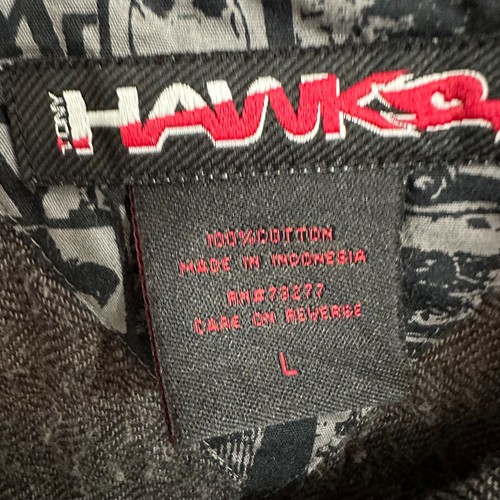 TONY HAWK
100%COTTON
MADE IN INDONESIA
RN#73277
CARE ON REVERSE
L